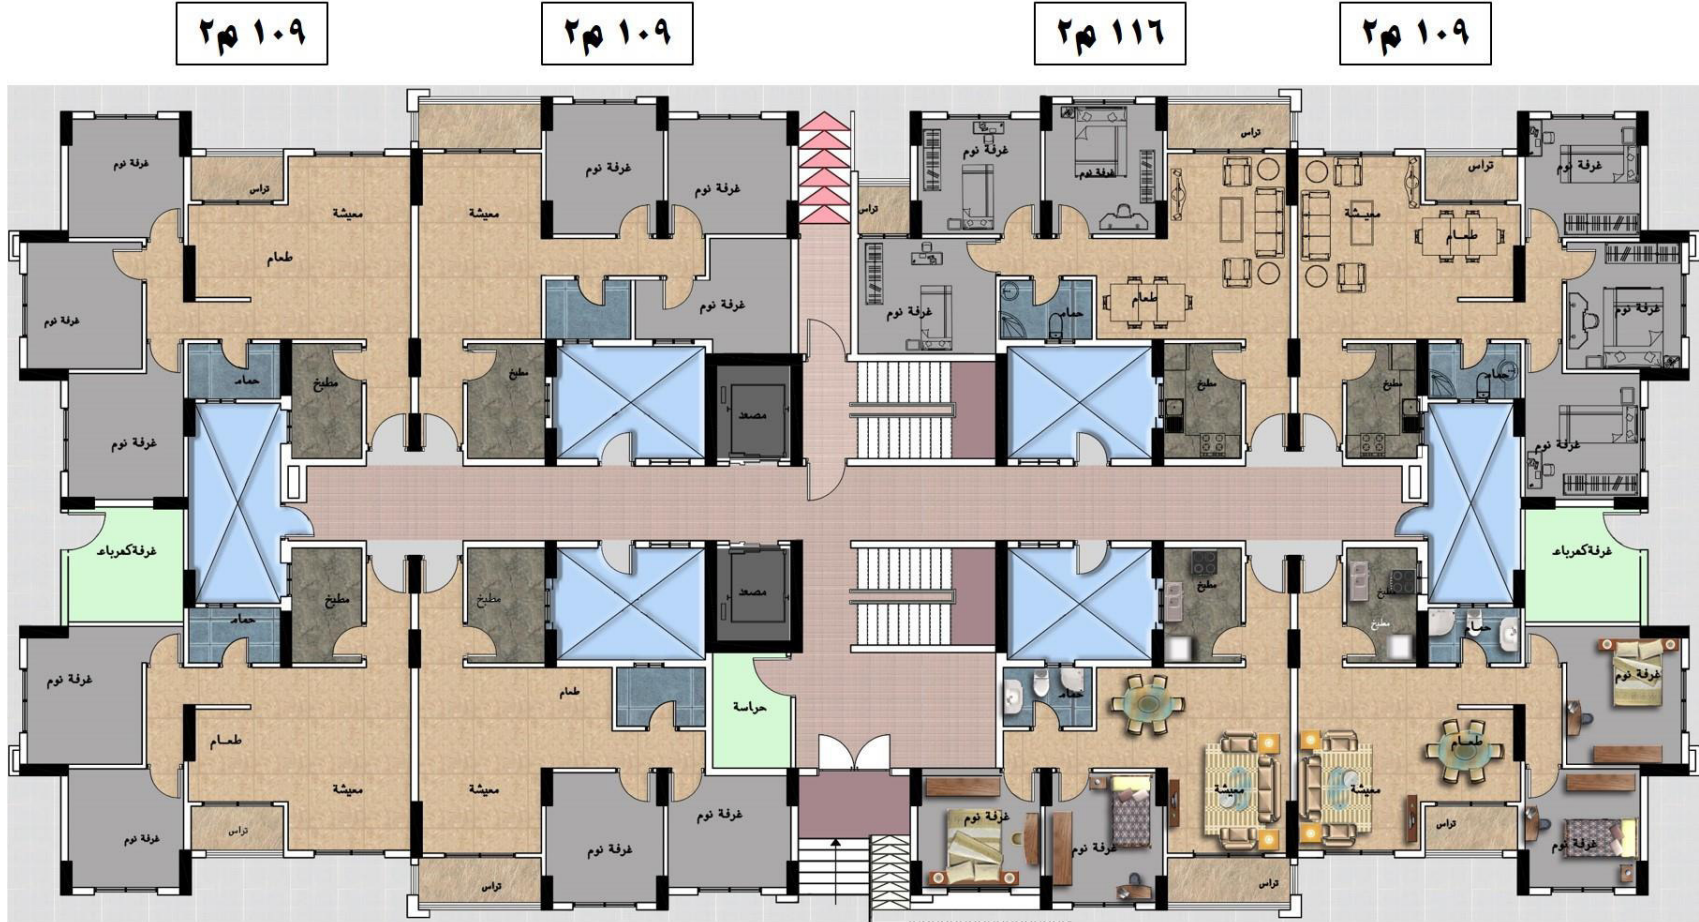 ١٠٩ م٢
١٠٩ م٢
١١٦ م٢
١٠٩ م٢
غرفة نوم
تراس
معيشة
طعام
غرفة نوم
غرفة نوم
حمام
مطبخ
معيشة
غرفة نوم
غرفة نوم
غرفة نوم
مطبخ
مصعد
تراس
غرفة نوم
غرفة نوم
تراس
غرفة نوم
طعام
حمام
مطبخ
معيشة
تراس
طعام
غرفة نوم
غرفة نوم
مطبخ
حمام
غرفة نوم
غرفة كهرباء
غرفة كهرباء
مطبخ
حمام
غرفة نوم
طعام
معيشة
تراس
غرفة نوم
مطبخ
طعام
معيشة
تراس
غرفة نوم
غرفة نوم
مصعد
حراسة
مطبخ
حمام
معيشة
غرفة نوم
غرفة نوم
تراس
مطبخ
مطبخ
حمام
غرفة نوم
طعام
معيشة
تراس
غرفة نوم